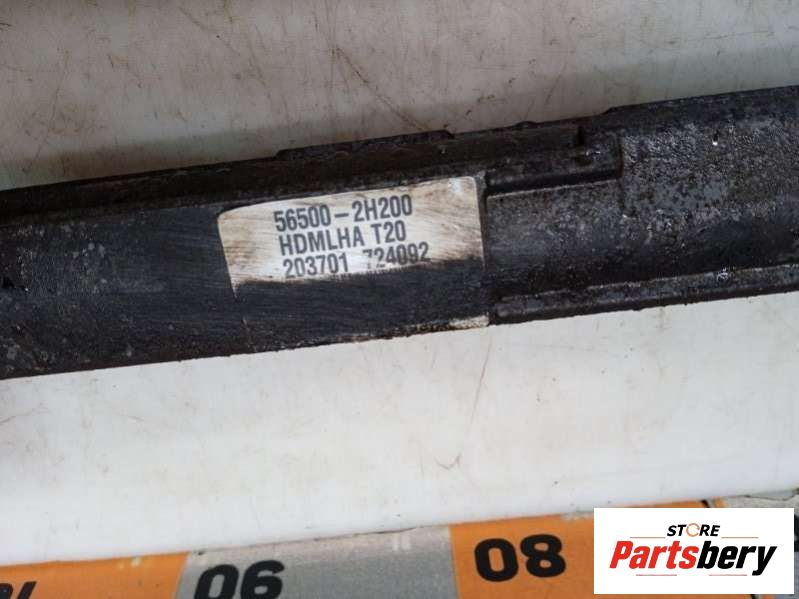 56500-2H200
HDMLHA T20
203701 724092
06
08
STORE
Partsbery